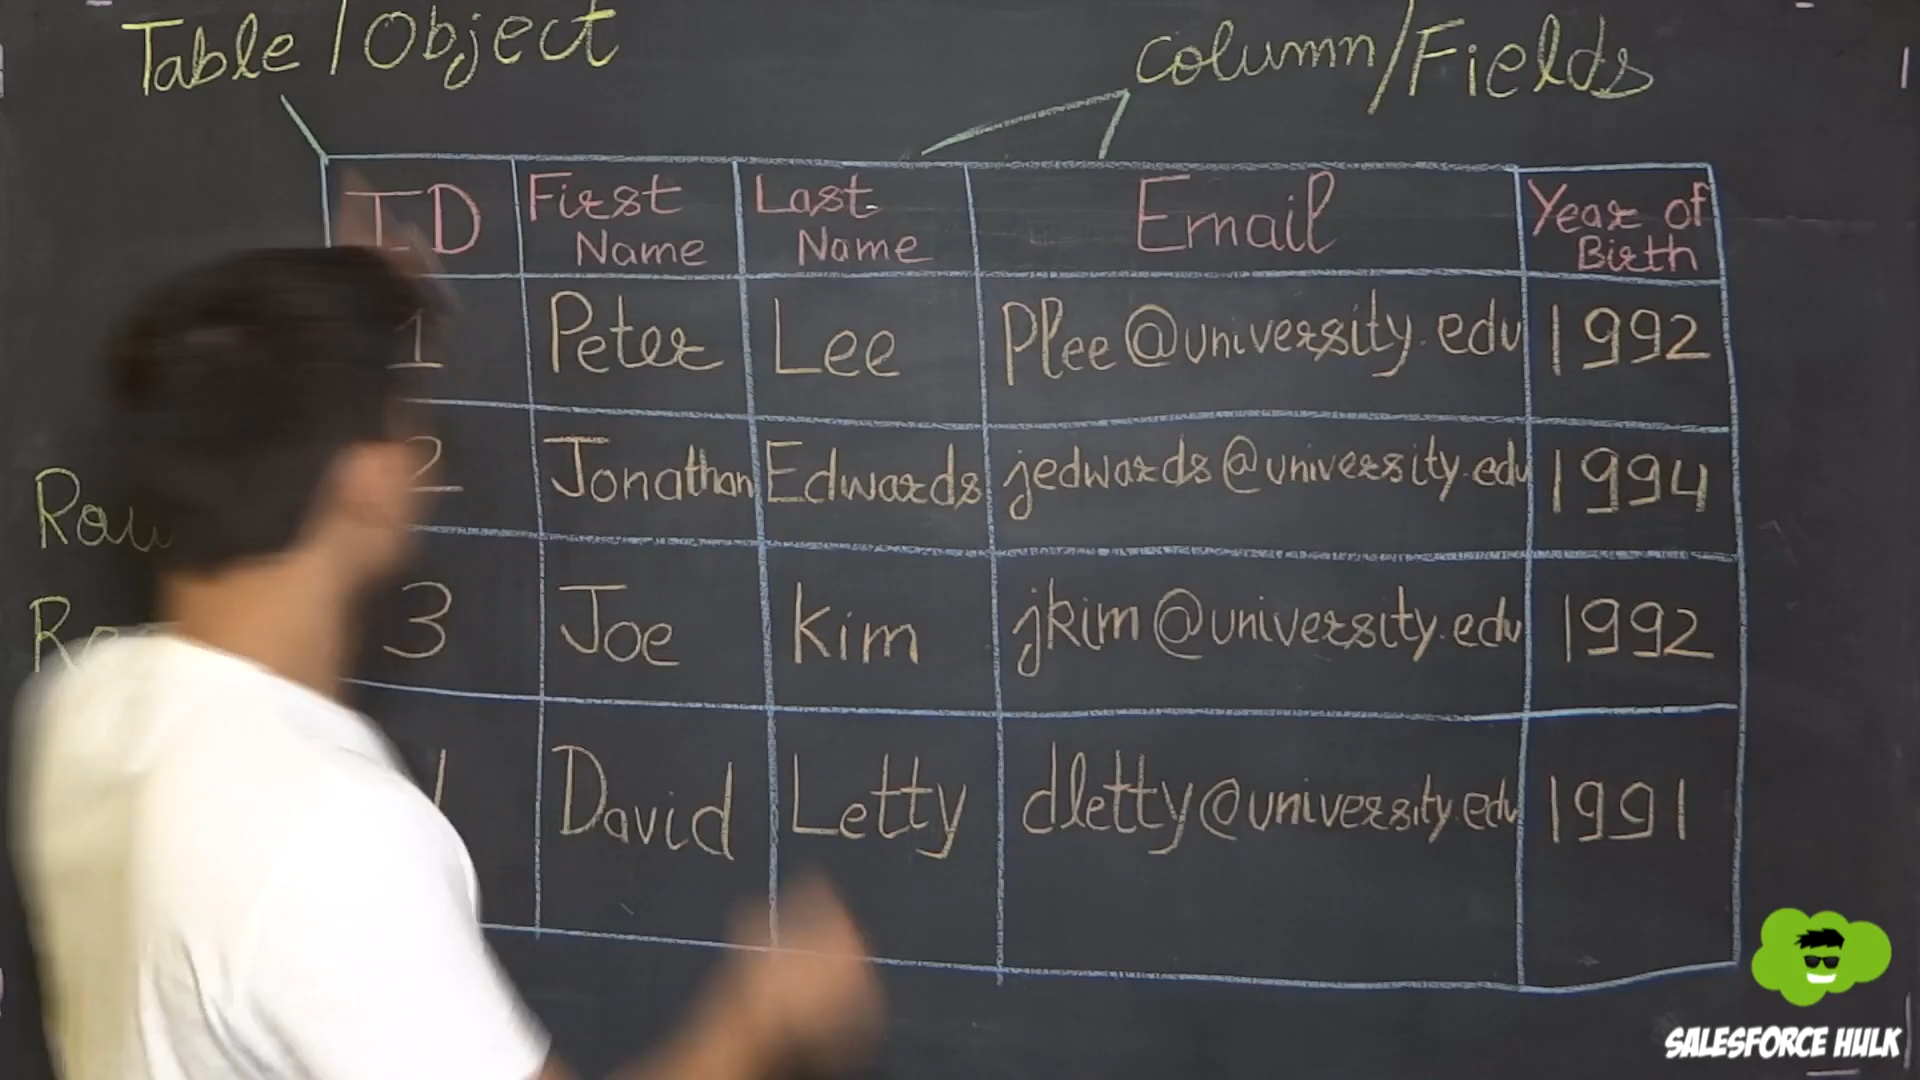 Table/Object
Column/Fields
ID First Name Last Name Email Year of Birth
1 Peter Lee Plee@university.edu 1992
2 Jonathan Edwards jedwards@university.edu 1994
3 Joe Kim jkim@university.edu 1992
David Letty dletty@university.edu 1991
SALESFORCE HULK